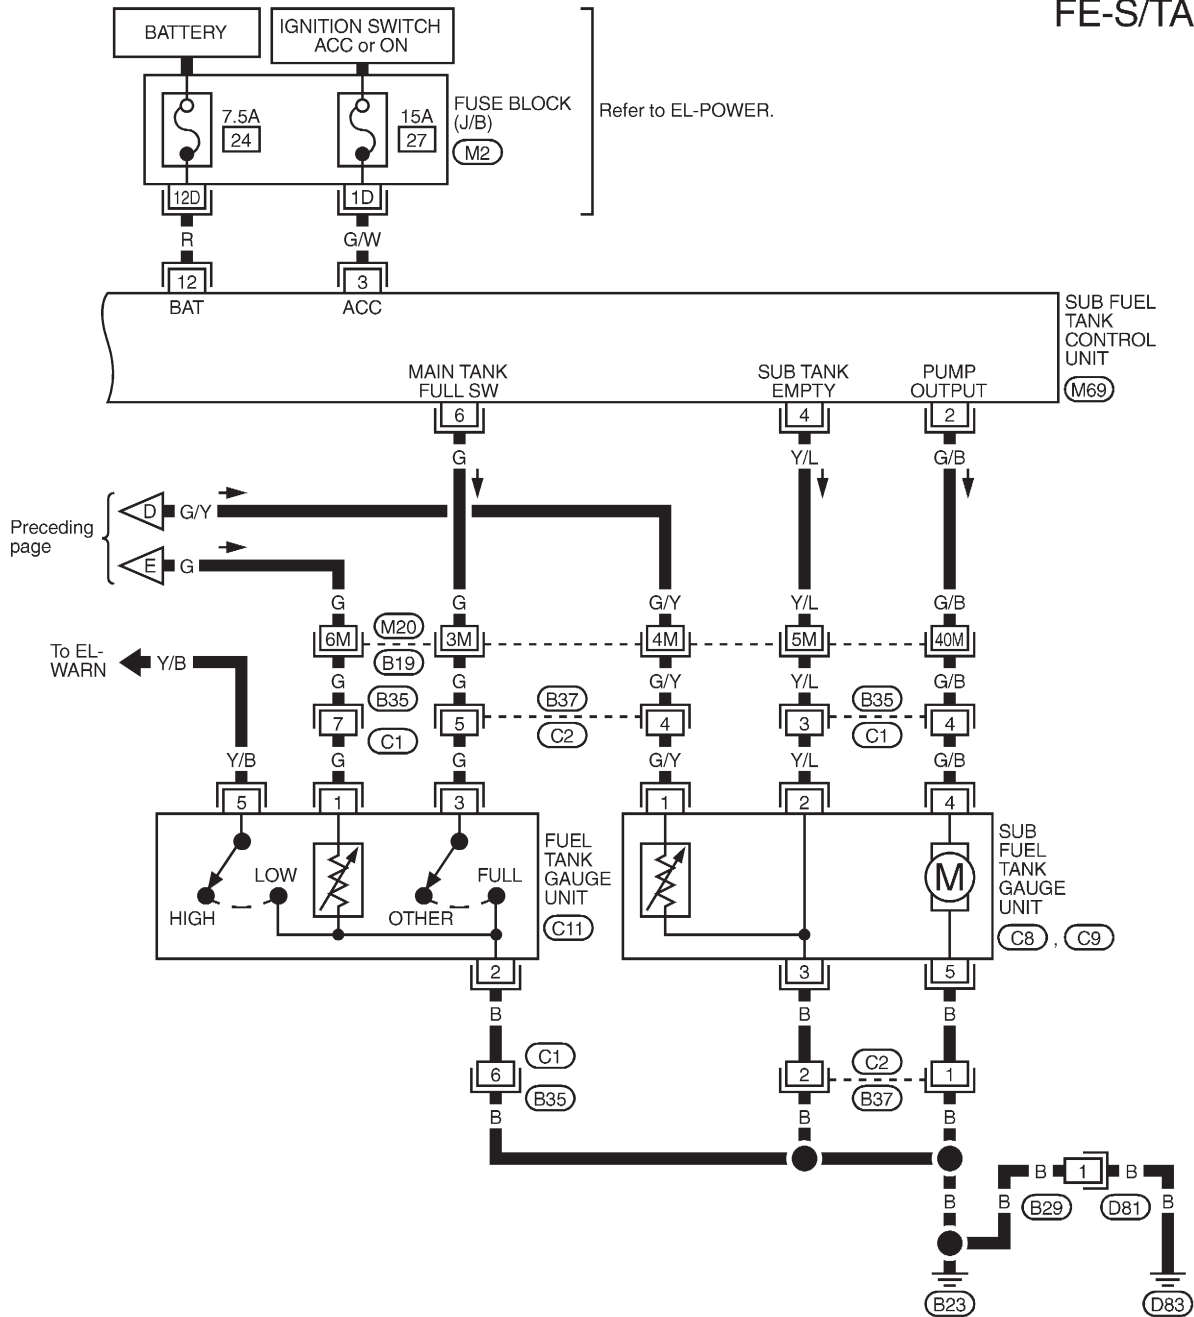 FE-S/TA
BATTERY
IGNITION SWITCH
ACC or ON
7.5A
24
15A
27
FUSE BLOCK
(J/B)
M2
Refer to EL-POWER.
12D
1D
R
G/W
12
3
BAT
ACC
SUB FUEL
TANK
CONTROL
UNIT
M69
MAIN TANK
FULL SW
SUB TANK
EMPTY
PUMP
OUTPUT
6
4
2
G
Y/L
G/B
Preceding
page
D
G/Y
E
G
G
G
G/Y
Y/L
G/B
6M
M20
B19
3M
4M
5M
40M
To EL-
WARN
Y/B
G
G
G/Y
Y/L
G/B
7
B35
C1
5
B37
C2
4
3
B35
C1
4
Y/B
G
G
G/Y
Y/L
G/B
5
1
3
1
2
4
LOW
HIGH
FULL
OTHER
FUEL
TANK
GAUGE
UNIT
C11
M
SUB
FUEL
TANK
GAUGE
UNIT
C8 , C9
2
3
5
B
B
B
6
C1
B35
2
C2
B37
1
B
B
B
B
B
B
1
B
B
B29
D81
B23
D83